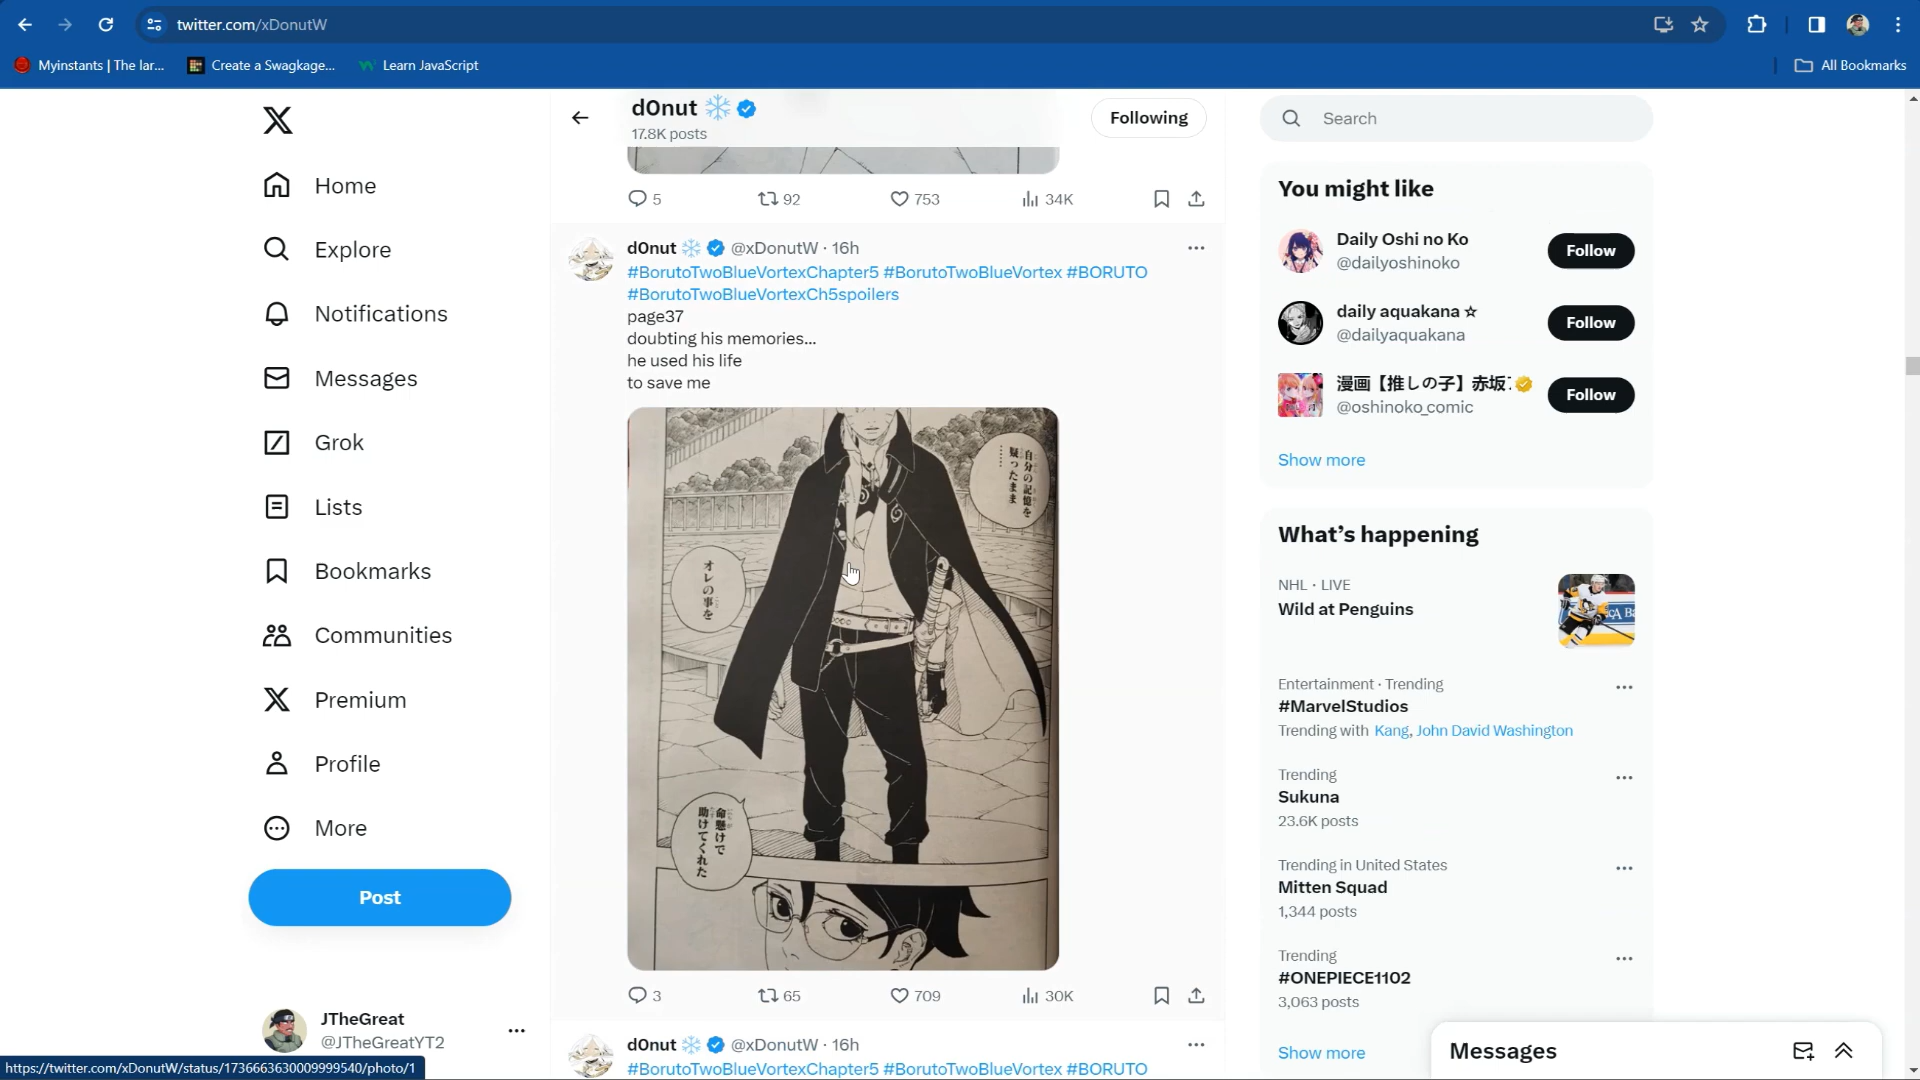 twitter.com/xDonutW
Myinstants | The lar...
Create a Swagkage...
Learn JavaScript
All Bookmarks
Home
Explore
Notifications
Messages
Grok
Lists
Bookmarks
Communities
Premium
Profile
More
Post
JTheGreat
@JTheGreatYT2
https://twitter.com/xDonutW/status/1736663630009999540/photo/1
d0nut
17.8K posts
Following
5
92
753
34K
d0nut @xDonutW · 16h
#BorutoTwoBlueVortexChapter5 #BorutoTwoBlueVortex #BORUTO
#BorutoTwoBlueVortexCh5spoilers
page37
doubting his memories...
he used his life
to save me
自分の記憶を
疑ったまま
……
オレの事を
命懸けで
助けてくれた
3
65
709
30K
d0nut @xDonutW · 16h
#BorutoTwoBlueVortexChapter5 #BorutoTwoBlueVortex #BORUTO
Search
You might like
Daily Oshi no Ko
@dailyoshinoko
Follow
daily aquakana ☆
@dailyaquakana
Follow
漫画【推しの子】赤坂
@oshinoko_comic
Follow
Show more
What's happening
NHL · LIVE
Wild at Penguins
Entertainment · Trending
#MarvelStudios
Trending with Kang, John David Washington
Trending
Sukuna
23.6K posts
Trending in United States
Mitten Squad
1,344 posts
Trending
#ONEPIECE1102
3,063 posts
Show more
Messages